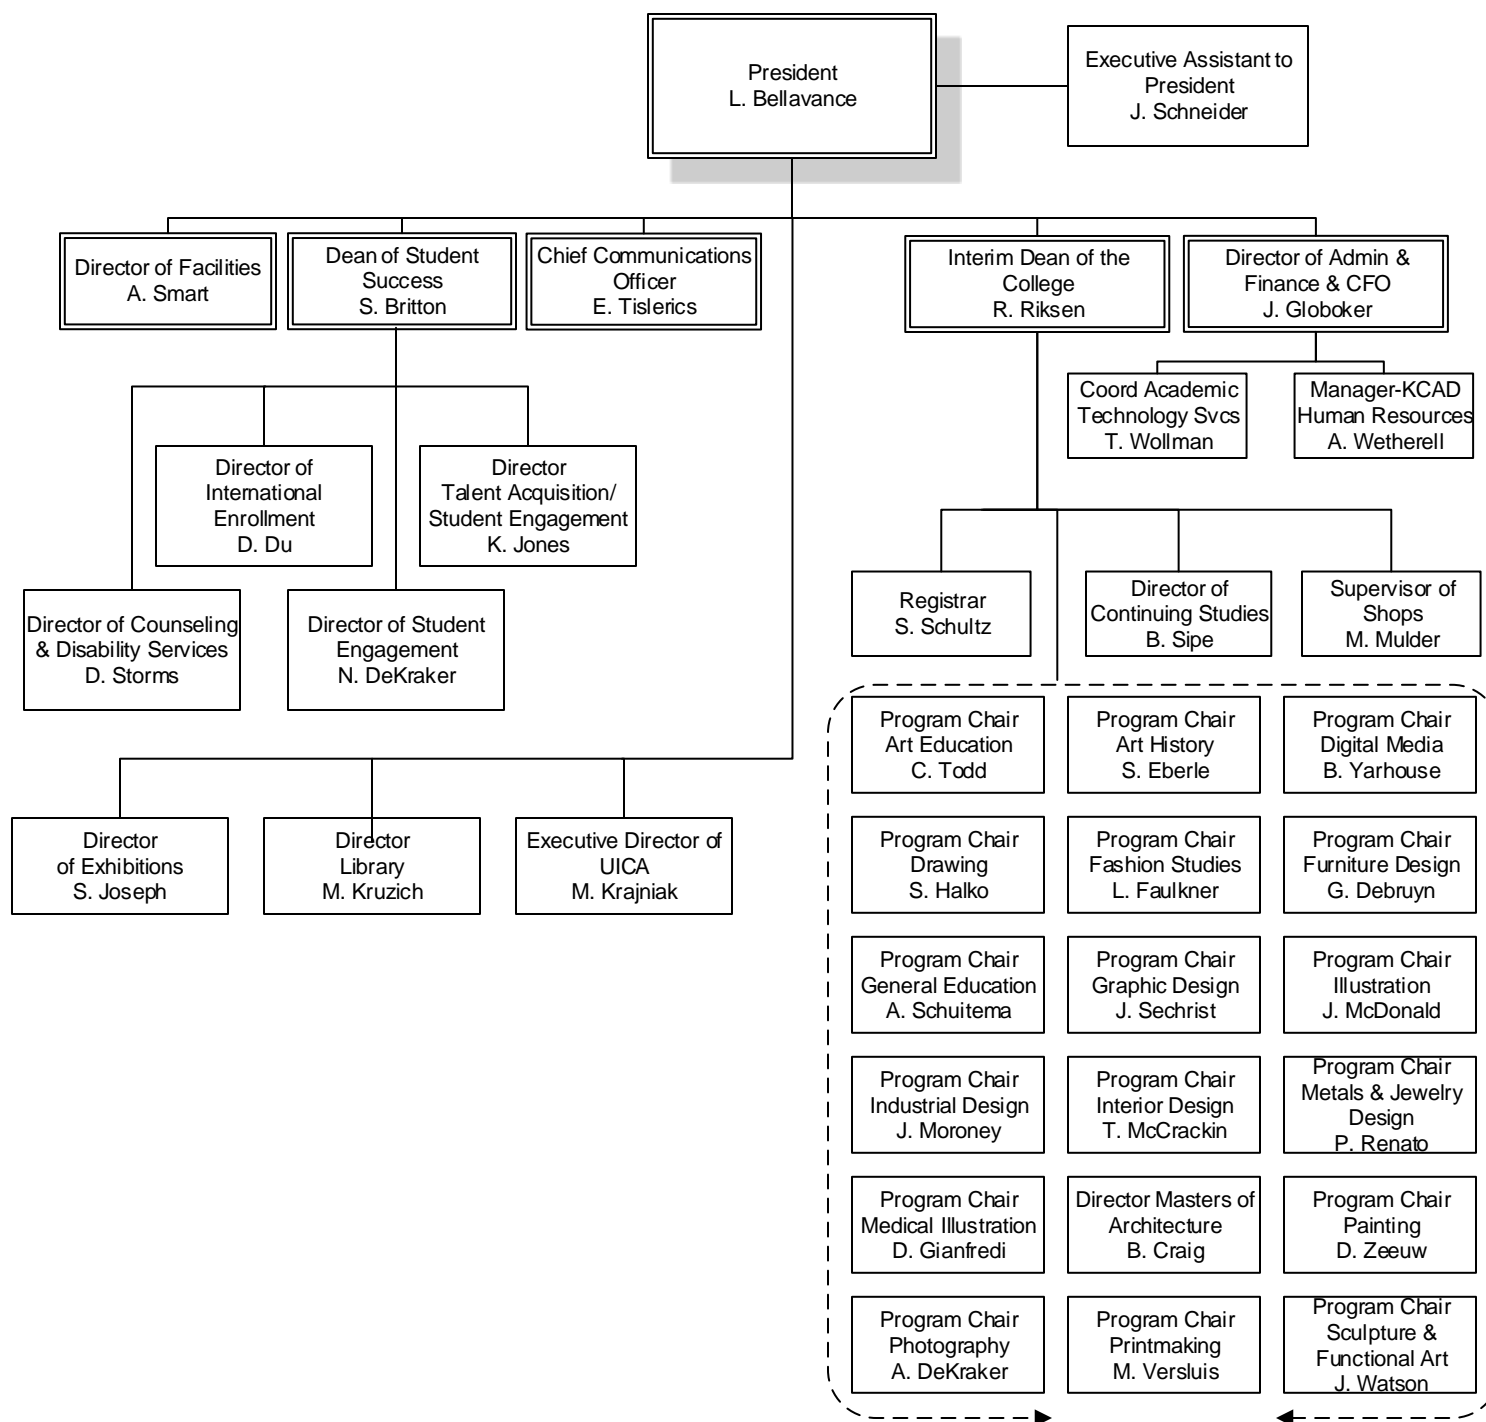 President
L. Bellavance
Executive Assistant to
President
J. Schneider
Director of Facilities
A. Smart
Dean of Student
Success
S. Britton
Chief Communications
Officer
E. Tislerics
Interim Dean of the
College
R. Riksen
Director of Admin &
Finance & CFO
J. Globoker
Coord Academic
Technology Svcs
T. Wollman
Manager-KCAD
Human Resources
A. Wetherell
Director of
International
Enrollment
D. Du
Director
Talent Acquisition/
Student Engagement
K. Jones
Director of Counseling
& Disability Services
D. Storms
Director of Student
Engagement
N. DeKraker
Registrar
S. Schultz
Director of
Continuing Studies
B. Sipe
Supervisor of
Shops
M. Mulder
Director
of Exhibitions
S. Joseph
Director
Library
M. Kruzich
Executive Director of
UICA
M. Krajniak
Program Chair
Art Education
C. Todd
Program Chair
Art History
S. Eberle
Program Chair
Digital Media
B. Yarhouse
Program Chair
Drawing
S. Halko
Program Chair
Fashion Studies
L. Faulkner
Program Chair
Furniture Design
G. Debruyn
Program Chair
General Education
A. Schuitema
Program Chair
Graphic Design
J. Sechrist
Program Chair
Illustration
J. McDonald
Program Chair
Industrial Design
J. Moroney
Program Chair
Interior Design
T. McCrackin
Program Chair
Metals & Jewelry
Design
P. Renato
Program Chair
Medical Illustration
D. Gianfredi
Director Masters of
Architecture
B. Craig
Program Chair
Painting
D. Zeeuw
Program Chair
Photography
A. DeKraker
Program Chair
Printmaking
M. Versluis
Program Chair
Sculpture &
Functional Art
J. Watson